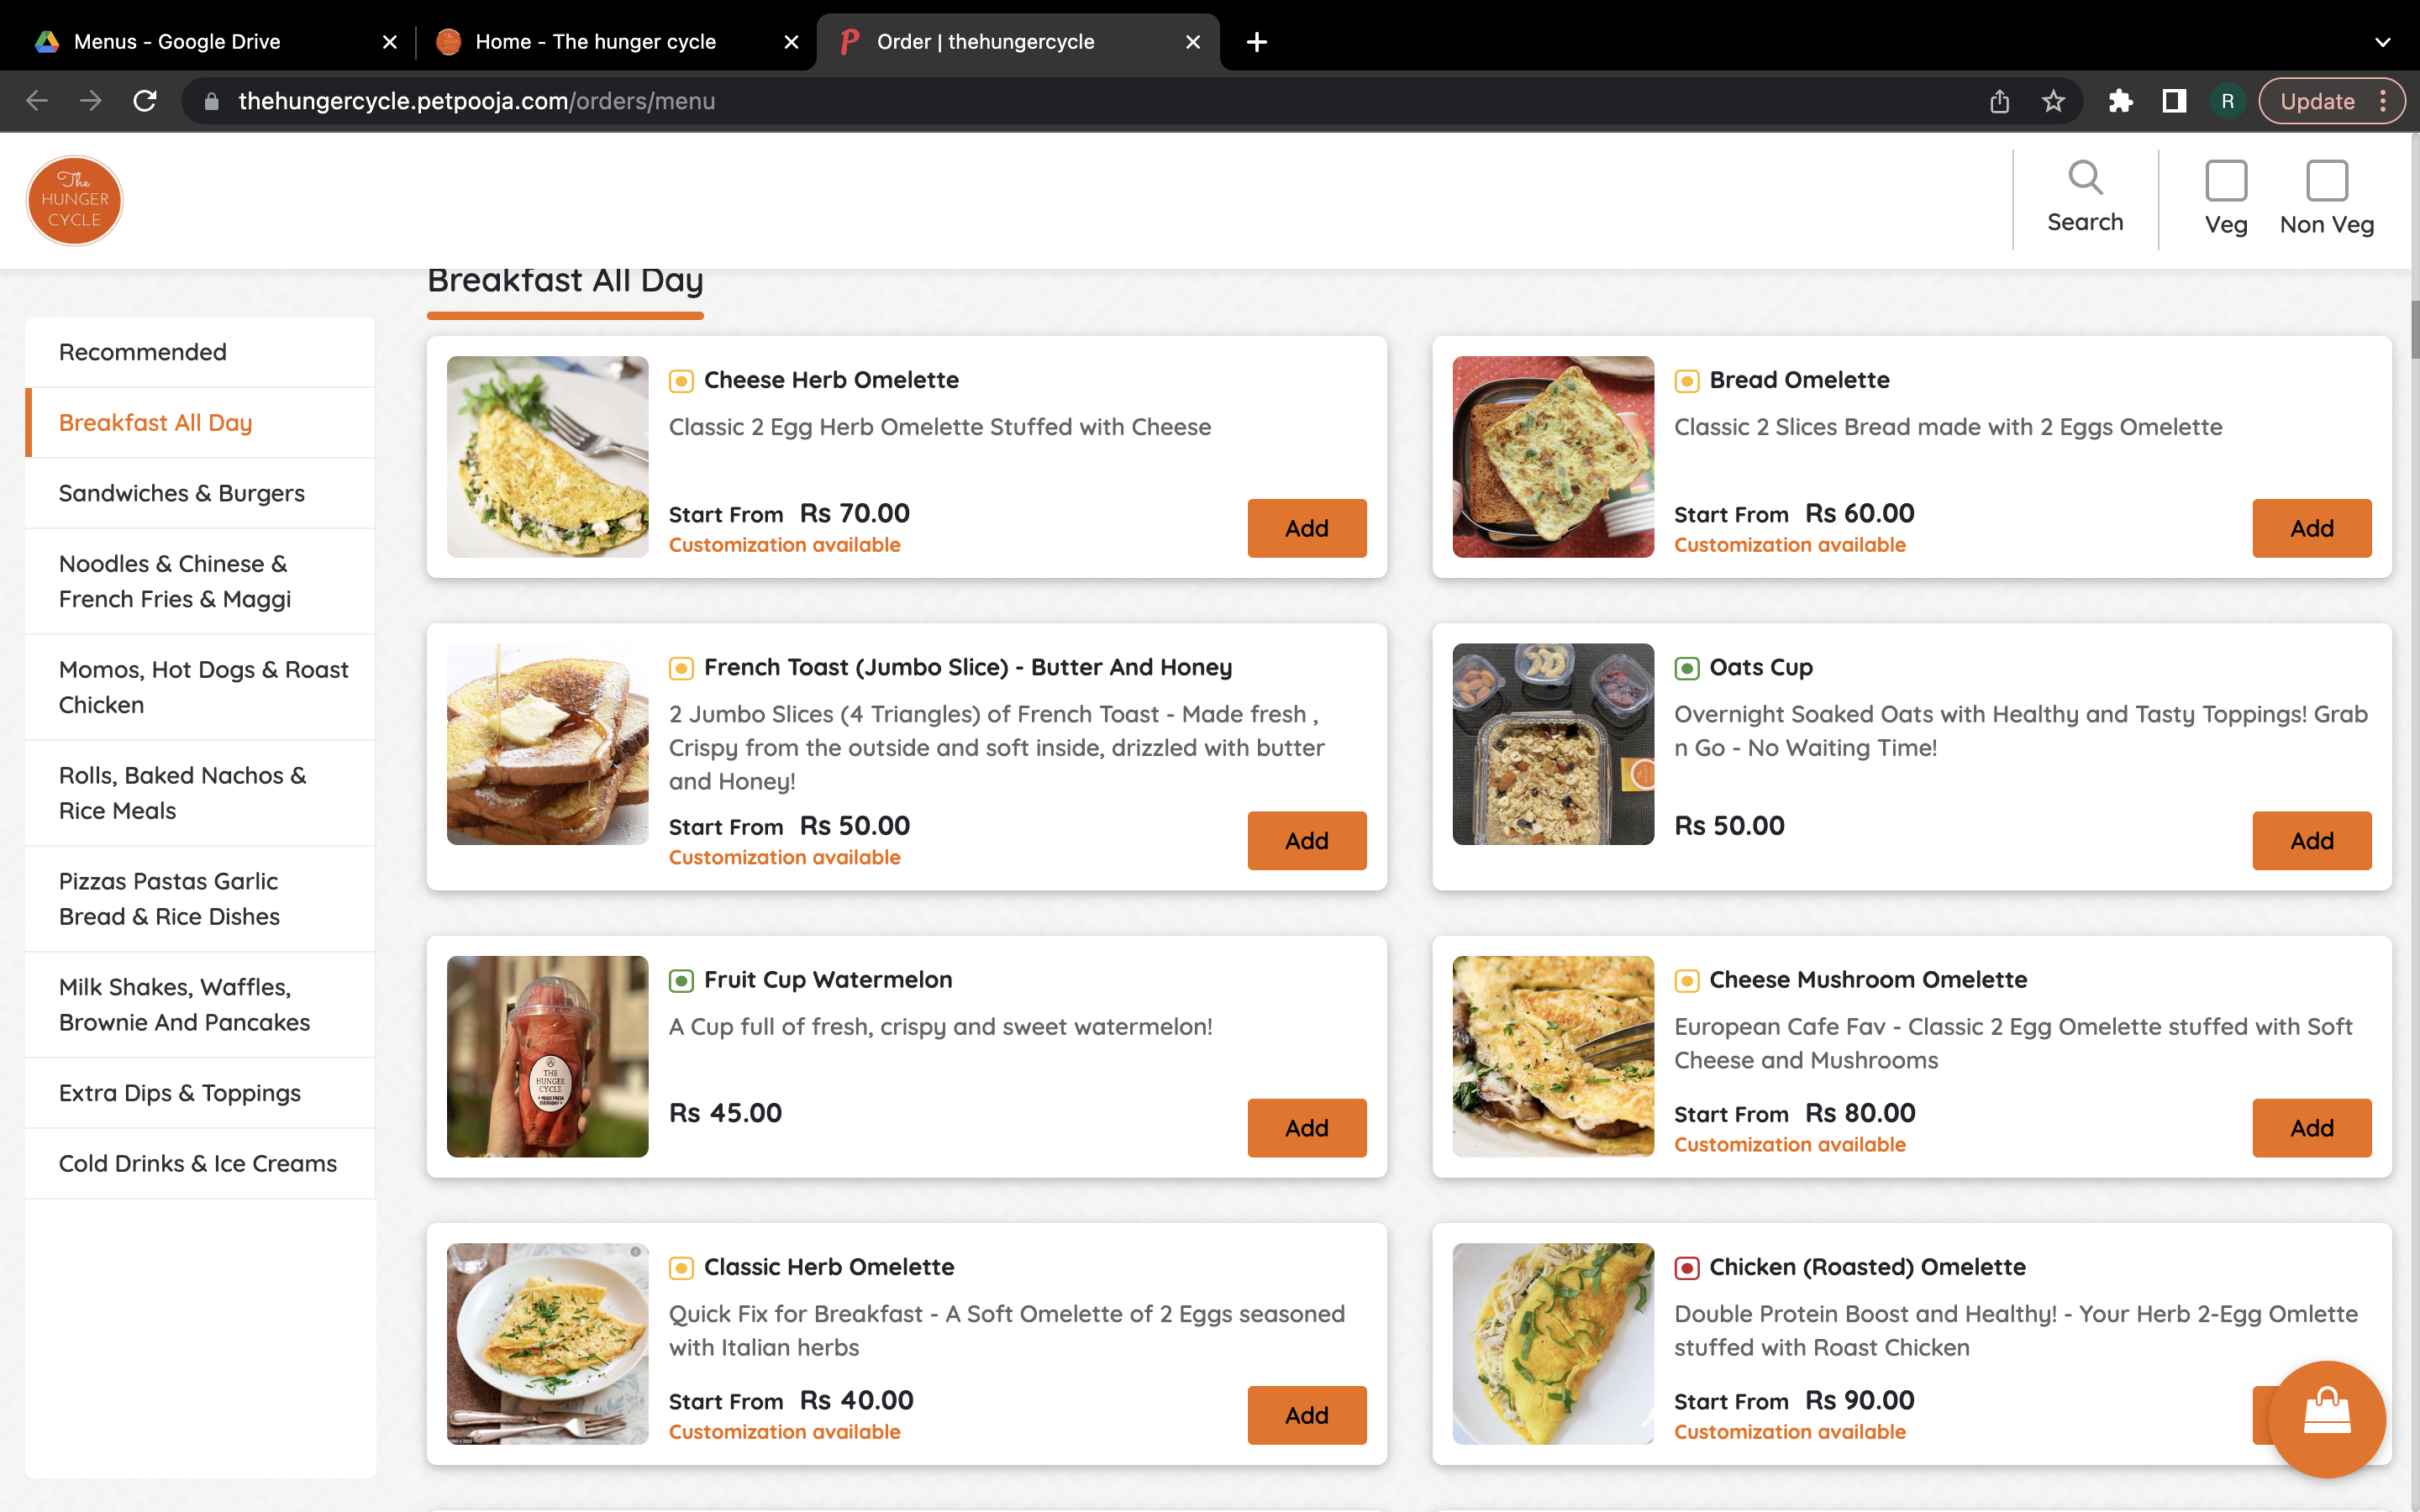 Menus - Google Drive
Home - The hunger cycle
Order | thehungercycle
thehungercycle.petpooja.com/orders/menu
R
Update
The
HUNGER
CYCLE
Search
Veg
Non Veg
Breakfast All Day
Recommended
Breakfast All Day
Sandwiches & Burgers
Noodles & Chinese &
French Fries & Maggi
Momos, Hot Dogs & Roast
Chicken
Rolls, Baked Nachos &
Rice Meals
Pizzas Pastas Garlic
Bread & Rice Dishes
Milk Shakes, Waffles,
Brownie And Pancakes
Extra Dips & Toppings
Cold Drinks & Ice Creams
Cheese Herb Omelette
Classic 2 Egg Herb Omelette Stuffed with Cheese
Start From Rs 70.00
Customization available
Add
Bread Omelette
Classic 2 Slices Bread made with 2 Eggs Omelette
Start From Rs 60.00
Customization available
Add
French Toast (Jumbo Slice) - Butter And Honey
2 Jumbo Slices (4 Triangles) of French Toast - Made fresh ,
Crispy from the outside and soft inside, drizzled with butter
and Honey!
Start From Rs 50.00
Customization available
Add
Oats Cup
Overnight Soaked Oats with Healthy and Tasty Toppings! Grab
n Go - No Waiting Time!
Rs 50.00
Add
THE
HUNGER
CYCLE
Fruit Cup Watermelon
A Cup full of fresh, crispy and sweet watermelon!
Rs 45.00
Add
Cheese Mushroom Omelette
European Cafe Fav - Classic 2 Egg Omelette stuffed with Soft
Cheese and Mushrooms
Start From Rs 80.00
Customization available
Add
Classic Herb Omelette
Quick Fix for Breakfast - A Soft Omelette of 2 Eggs seasoned
with Italian herbs
Start From Rs 40.00
Customization available
Add
Chicken (Roasted) Omelette
Double Protein Boost and Healthy! - Your Herb 2-Egg Omlette
stuffed with Roast Chicken
Start From Rs 90.00
Customization available